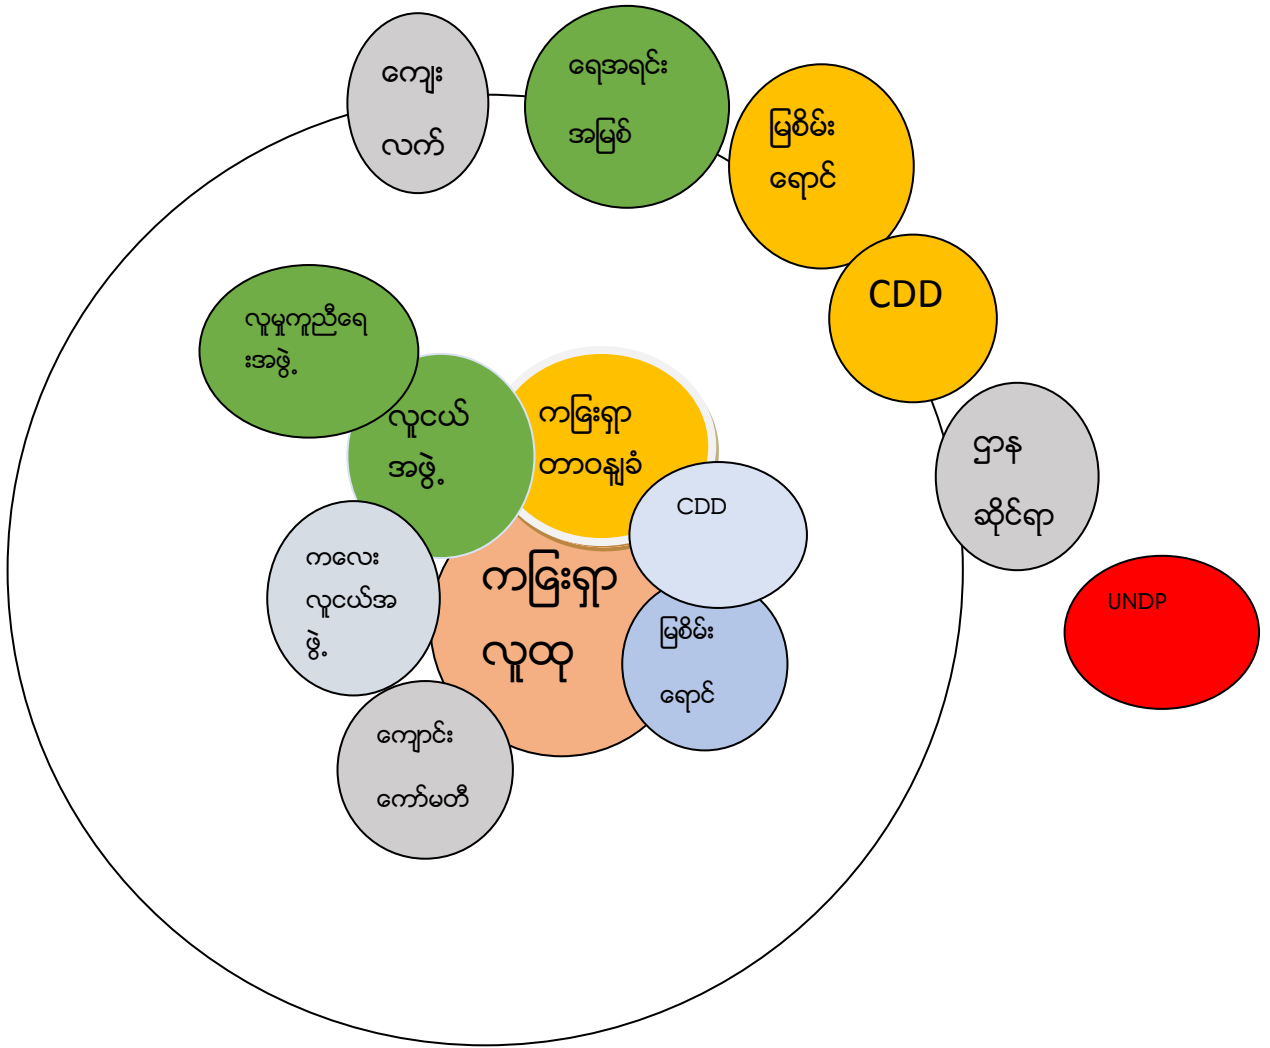 ကျေး
လက်
ရေအရင်း
အမြစ်
မြစိမ်း
ရောင်
CDD
လူမှုကူညီရေ
းအဖွဲ့
လူငယ်
အဖွဲ့
ကခြေးရှာ
တာဝန်ျခံ
CDD
ဌာန
ဆိုင်ရာ
ကလေး
လူငယ်အ
ဖွဲ့
ကခြေးရှာ
လူထု
မြစိမ်း
ရောင်
UNDP
ကျောင်း
ကော်မတီ